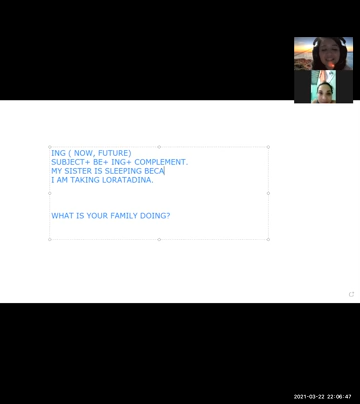 ING ( NOW, FUTURE)
SUBJECT+ BE+ ING+ COMPLEMENT.
MY SISTER IS SLEEPING BECA
I AM TAKING LORATADINA.
WHAT IS YOUR FAMILY DOING?
2021-03-22 22:06:47